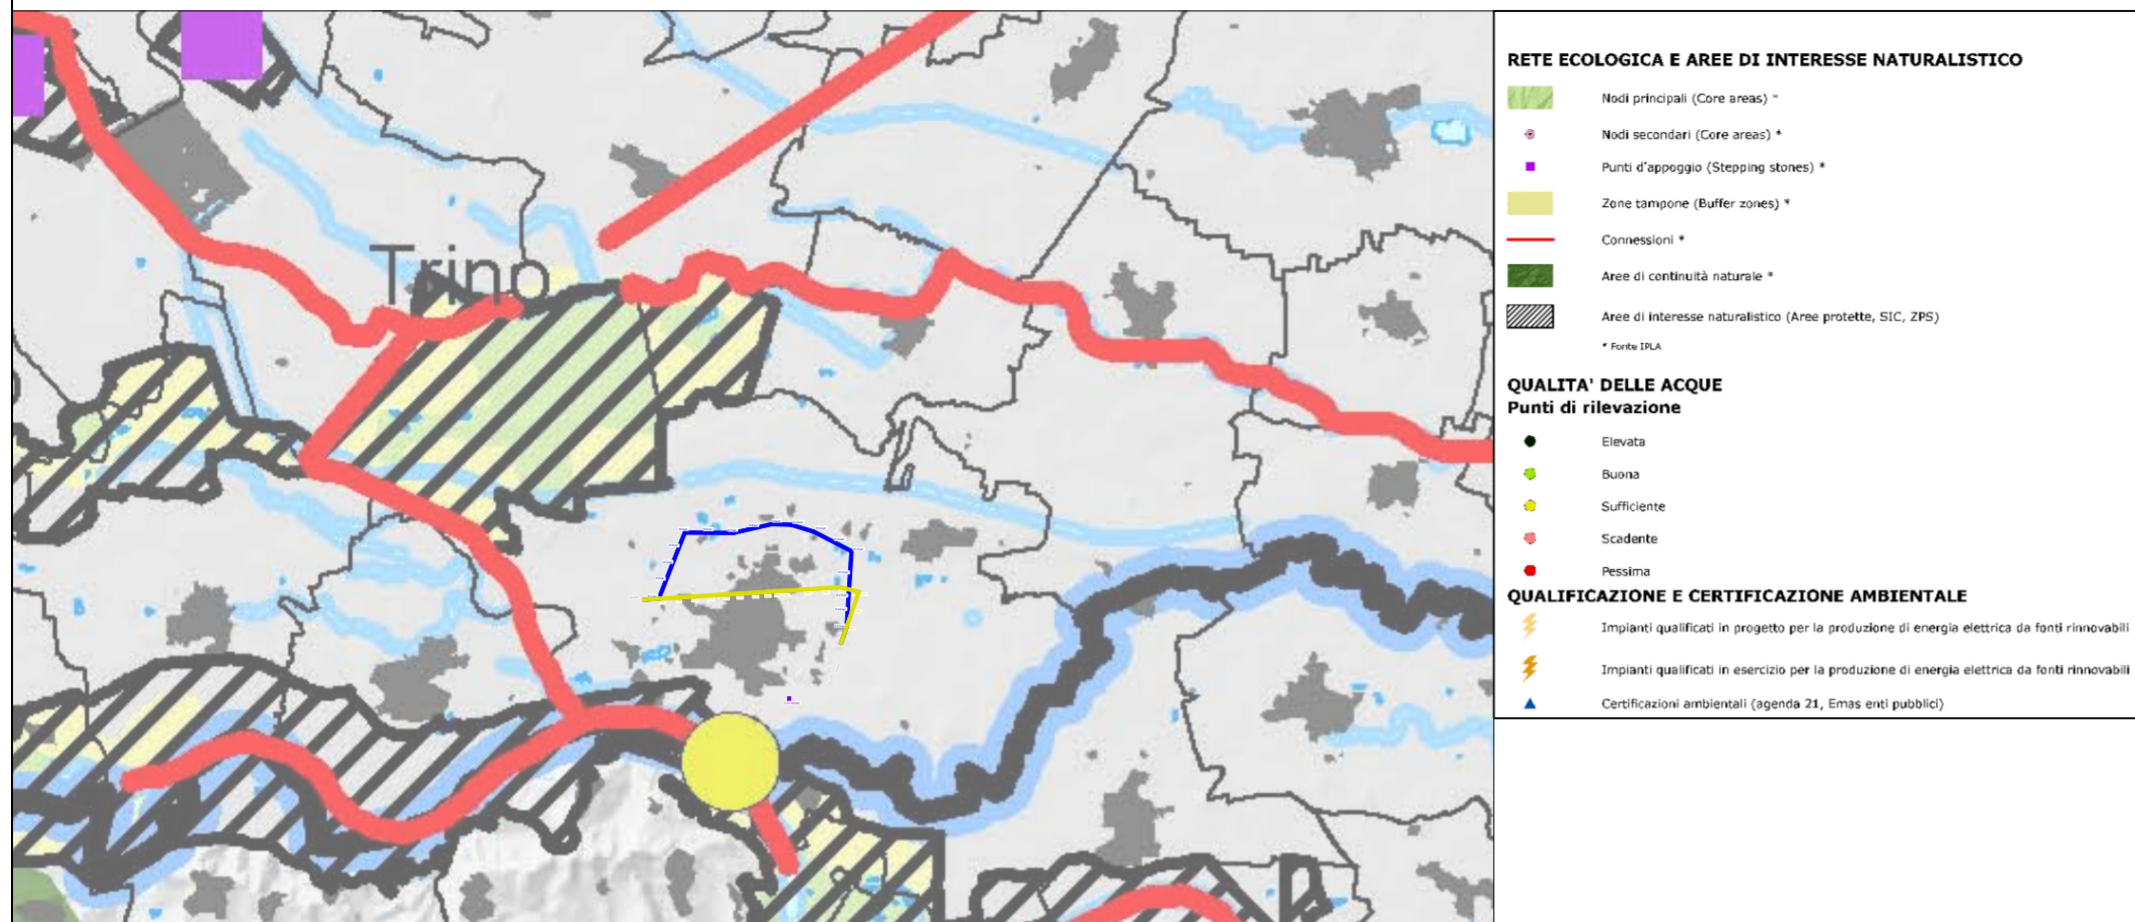 Trino
RETE ECOLOGICA E AREE DI INTERESSE NATURALISTICO
Nodi principali (Core areas) *
Nodi secondari (Core areas) *
Punti d'appoggio (Stepping stones) *
Zone tampone (Buffer zones) *
Connessioni *
Aree di continuità naturale *
Aree di interesse naturalistico (Aree protette, SIC, ZPS)
* Fonte IPLA
QUALITA' DELLE ACQUE
Punti di rilevazione
Elevata
Buona
Sufficiente
Scadente
Pessima
QUALIFICAZIONE E CERTIFICAZIONE AMBIENTALE
Impianti qualificati in progetto per la produzione di energia elettrica da fonti rinnovabili
Impianti qualificati in esercizio per la produzione di energia elettrica da fonti rinnovabili
Certificazioni ambientali (agenda 21, Emas enti pubblici)